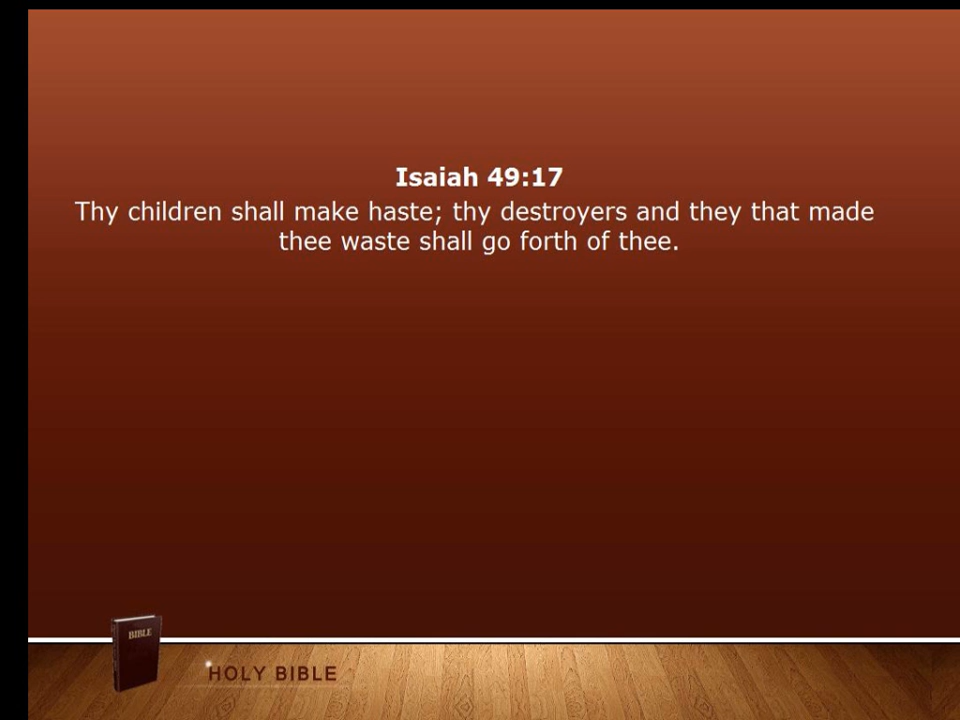 Isaiah 49:17
Thy children shall make haste; thy destroyers and they that made
thee waste shall go forth of thee.
BIBLE
HOLY BIBLE